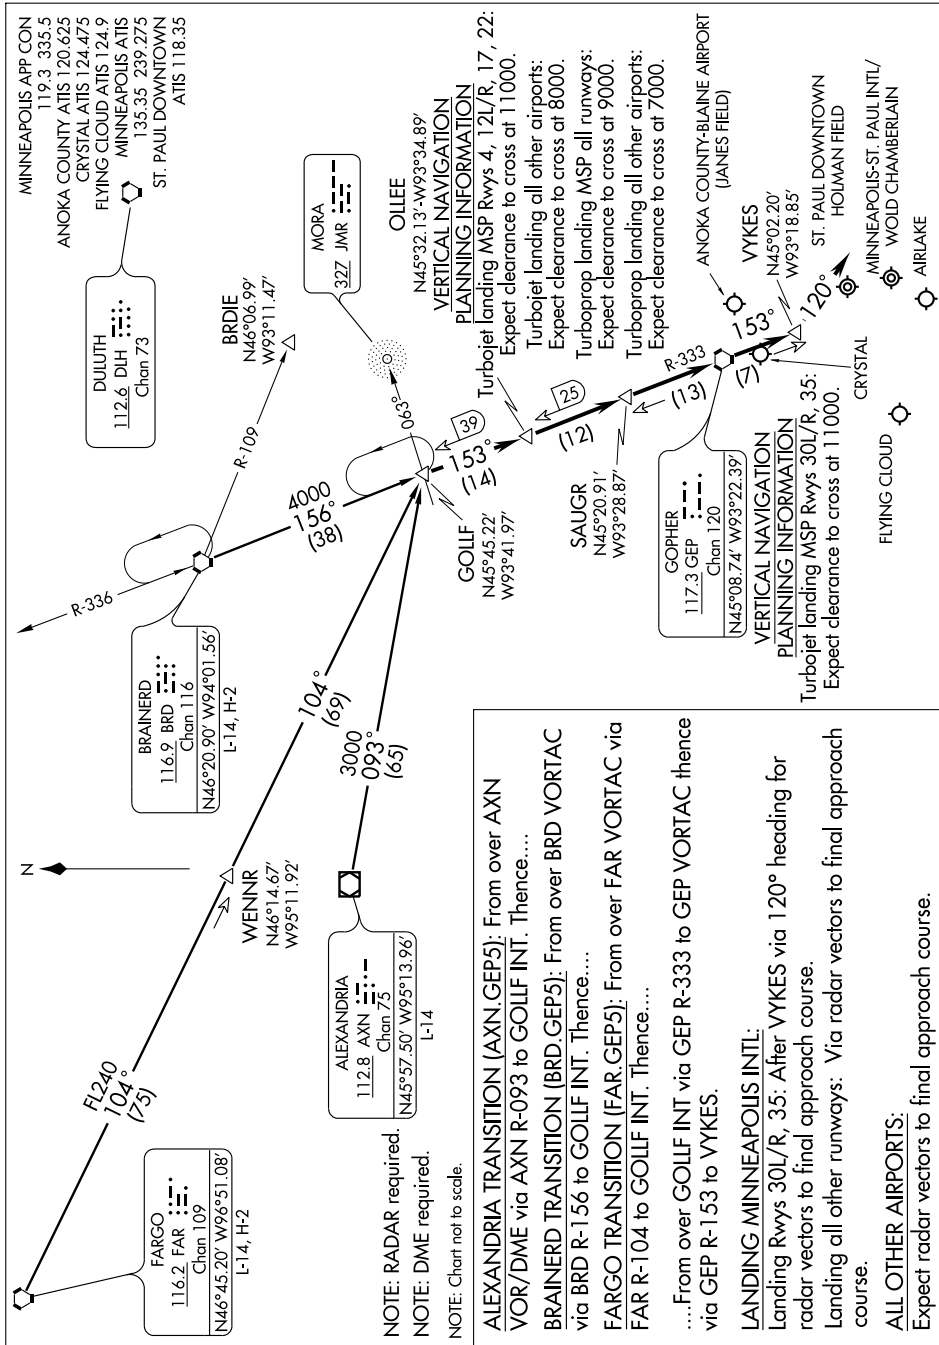 MINNEAPOLIS APP CON
119.3 335.5
ANOKA COUNTY ATIS 120.625
CRYSTAL ATIS 124.475
FLYING CLOUD ATIS 124.9
MINNEAPOLIS ATIS
135.35 239.275
ST. PAUL DOWNTOWN
ATIS 118.35
DULUTH
112.6 DLH
Chan 73
MORA
327 JMR
BRDIE
N46°06.99′
W93°11.47′
R-109
R-336
BRAINERD
116.9 BRD
Chan 116
N46°20.90′ W94°01.56′
L-14, H-2
4000
156°
(38)
063°
39
153°
(14)
GOLLF
N45°45.22′
W93°41.97′
OLLEE
N45°32.13′-W93°34.89′
VERTICAL NAVIGATION
PLANNING INFORMATION
Turbojet landing MSP Rwys 4, 12L/R, 17, 22:
Expect clearance to cross at 11000.
Turbojet landing all other airports:
Expect clearance to cross at 8000.
Turboprop landing MSP all runways:
Expect clearance to cross at 9000.
Turboprop landing all other airports:
Expect clearance to cross at 7000.
25
(12)
SAUGR
N45°20.91′
W93°28.87′
R-333
(13)
GOPHER
117.3 GEP
Chan 120
N45°08.74′ W93°22.39′
153°
(7)
ANOKA COUNTY-BLAINE AIRPORT
(JANES FIELD)
VYKES
N45°02.20′
W93°18.85′
120°
ST. PAUL DOWNTOWN
HOLMAN FIELD
MINNEAPOLIS-ST. PAUL INTL/
WOLD CHAMBERLAIN
AIRLAKE
CRYSTAL
FLYING CLOUD
VERTICAL NAVIGATION
PLANNING INFORMATION
Turbojet landing MSP Rwys 30L/R, 35:
Expect clearance to cross at 11000.
N
FARGO
116.2 FAR
Chan 109
N46°45.20′ W96°51.08′
L-14, H-2
FL240
104°
(75)
WENNR
N46°14.67′
W95°11.92′
104°
(69)
3000
093°
(65)
ALEXANDRIA
112.8 AXN
Chan 75
N45°57.50′ W95°13.96′
L-14
NOTE: RADAR required.
NOTE: DME required.
NOTE: Chart not to scale.
ALEXANDRIA TRANSITION (AXN.GEP5): From over AXN
VOR/DME via AXN R-093 to GOLLF INT. Thence....
BRAINERD TRANSITION (BRD.GEP5): From over BRD VORTAC
via BRD R-156 to GOLLF INT. Thence....
FARGO TRANSITION (FAR.GEP5): From over FAR VORTAC via
FAR R-104 to GOLLF INT. Thence....
....From over GOLLF INT via GEP R-333 to GEP VORTAC thence
via GEP R-153 to VYKES.
LANDING MINNEAPOLIS INTL:
Landing Rwys 30L/R, 35: After VYKES via 120° heading for
radar vectors to final approach course.
Landing all other runways: Via radar vectors to final approach
course.
ALL OTHER AIRPORTS:
Expect radar vectors to final approach course.